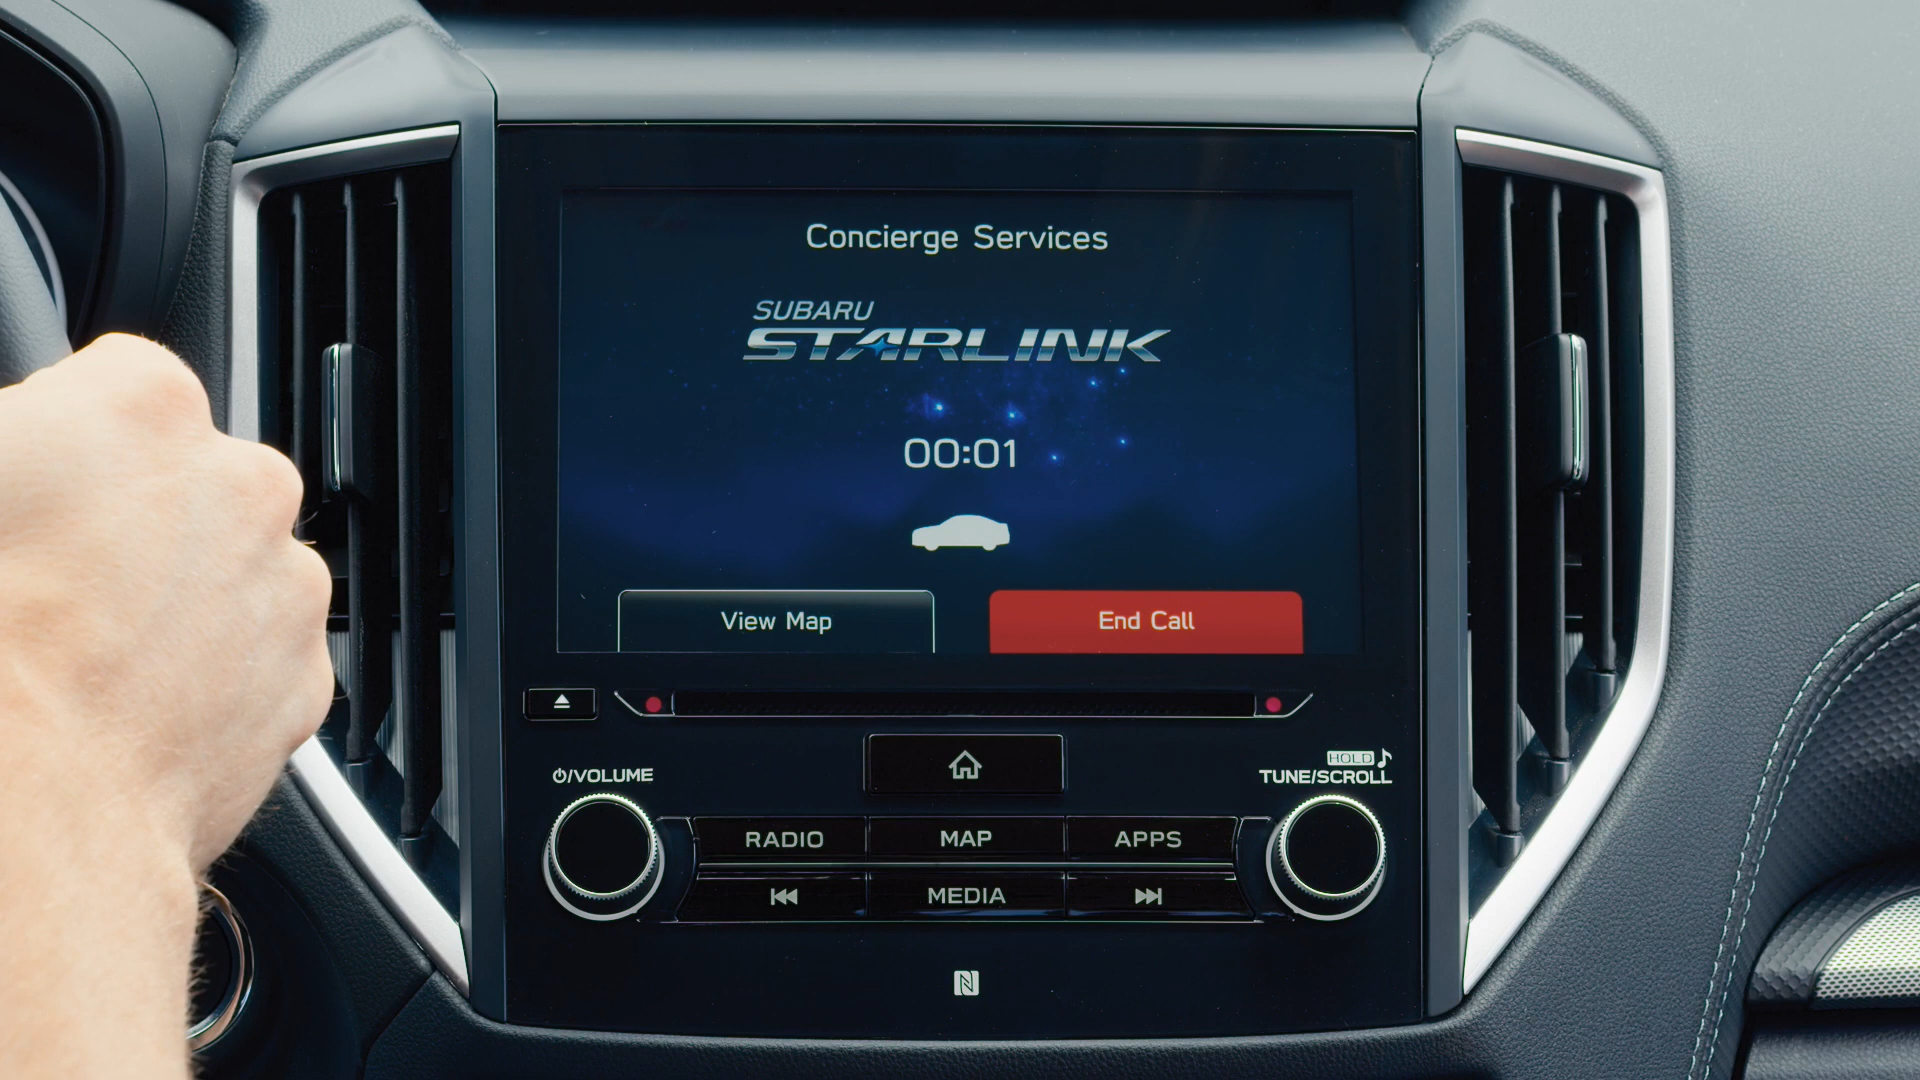 Concierge Services
SUBARU
STARLINK
00:01
View Map
End Call
/VOLUME
HOLD
TUNE/SCROLL
RADIO
MAP
APPS
MEDIA